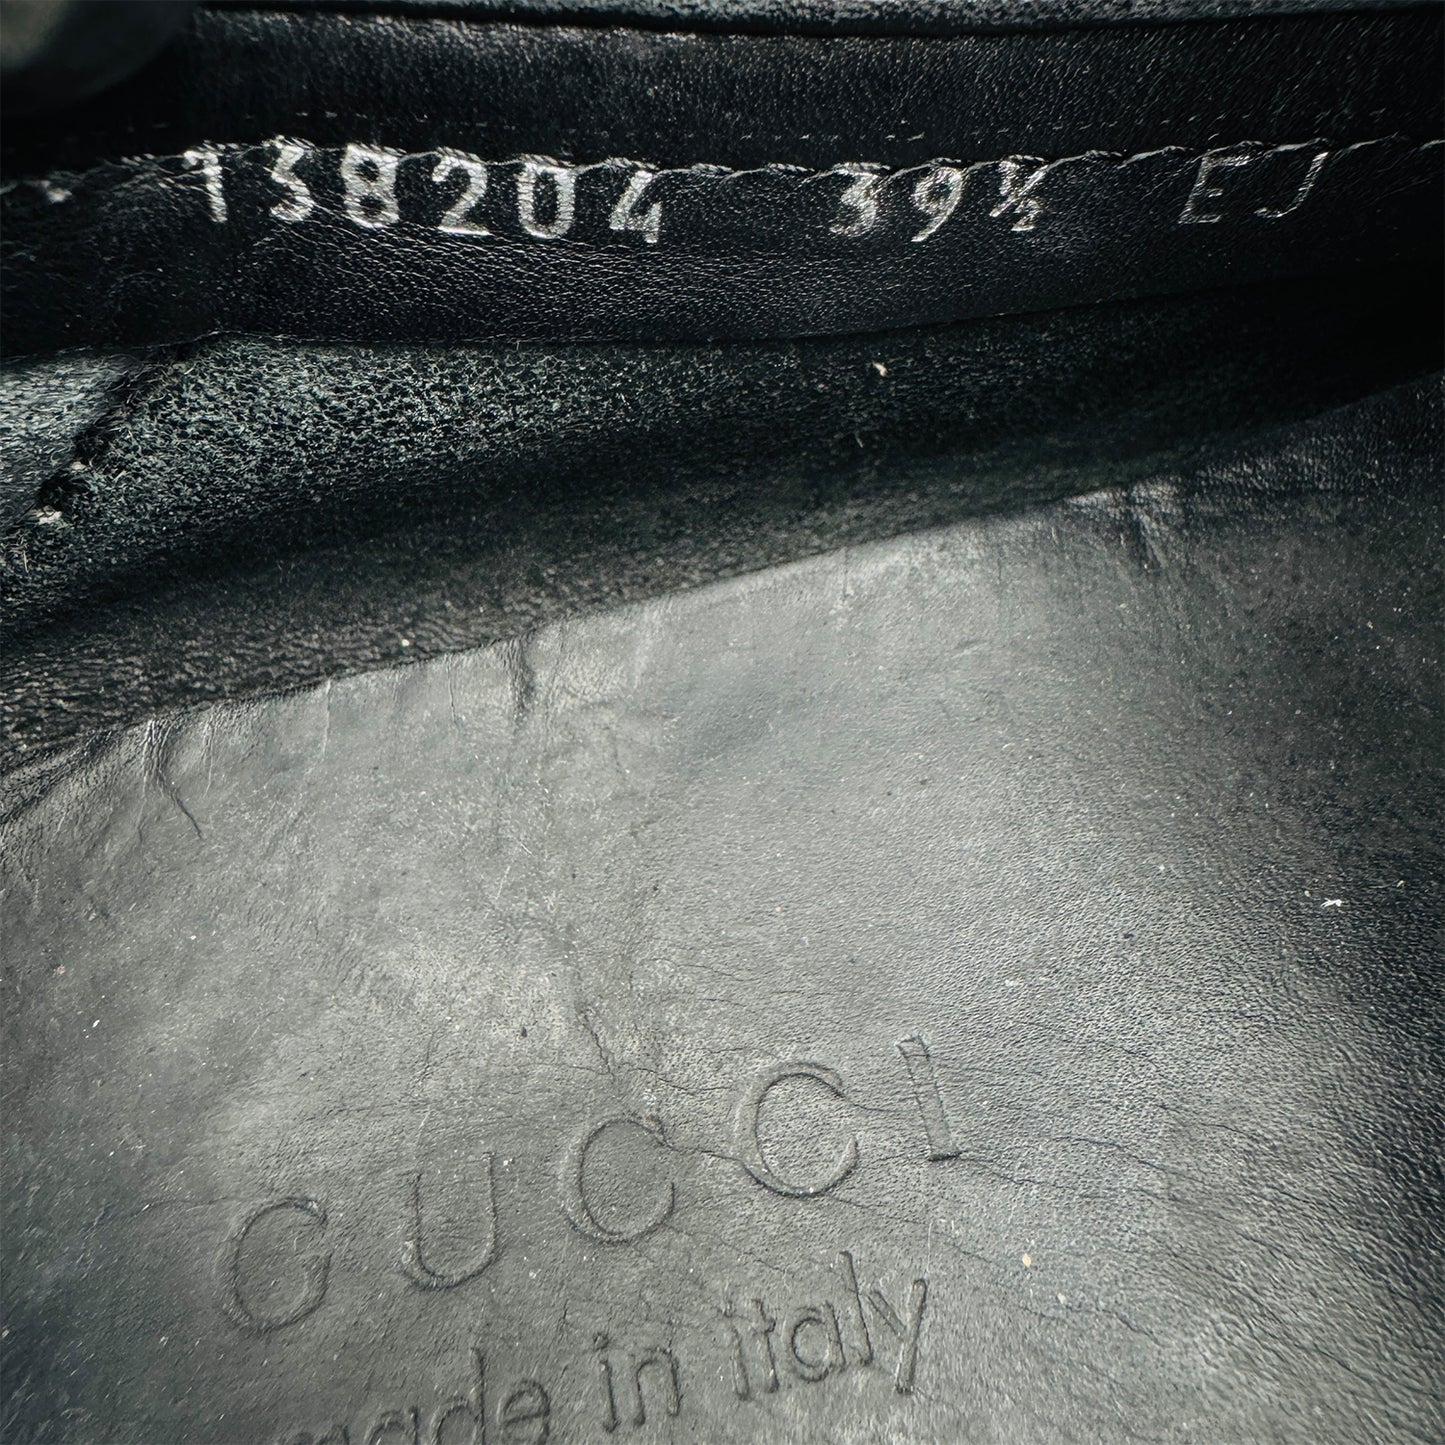 138204 39½ EJ
GUCCI
made in italy